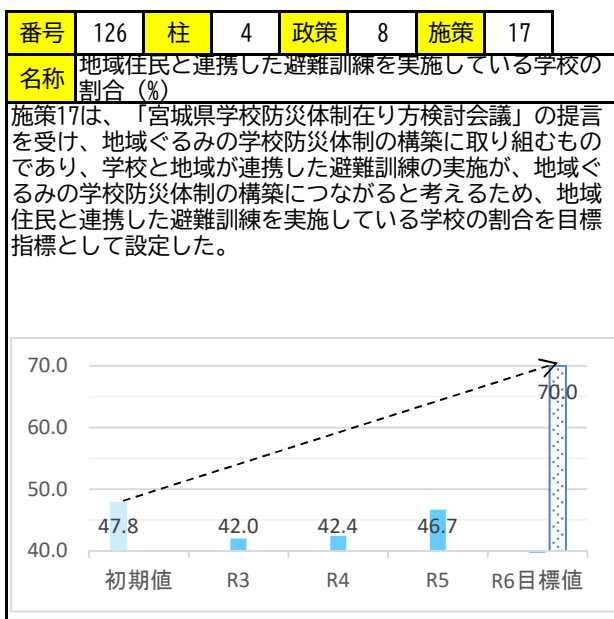 番号 126 柱 4 政策 8 施策 17
名称 地域住民と連携した避難訓練を実施している学校の
割合（%）
施策17は、「宮城県学校防災体制在り方検討会議」の提言
を受け、地域ぐるみの学校防災体制の構築に取り組むもの
であり、学校と地域が連携した避難訓練の実施が、地域ぐ
るみの学校防災体制の構築につながると考えるため、地域
住民と連携した避難訓練を実施している学校の割合を目標
指標として設定した。
70.0
70.0
60.0
50.0
47.8 42.0 42.4 46.7
40.0
初期値 R3 R4 R5 R6目標値